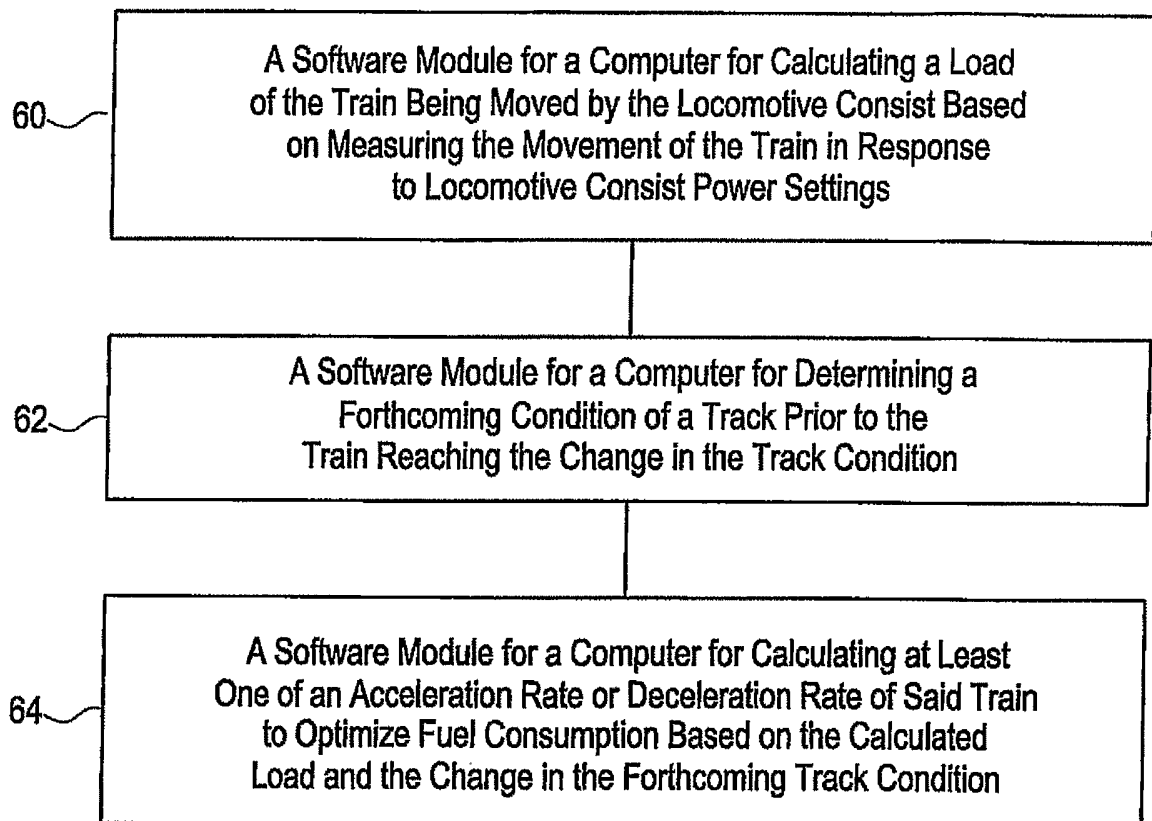 A Software Module for a Computer for Calculating a Load
of the Train Being Moved by the Locomotive Consist Based
60
on Measuring the Movement of the Train in Response
to Locomotive Consist Power Settings
A Software Module for a Computer for Determining a
62
Forthcoming Condition of a Track Prior to the
Train Reaching the Change in the Track Condition
A Software Module for a Computer for Calculating at Least
One of an Acceleration Rate or Deceleration Rate of Said Train
64
to Optimize Fuel Consumption Based on the Calculated
Load and the Change in the Forthcoming Track Condition